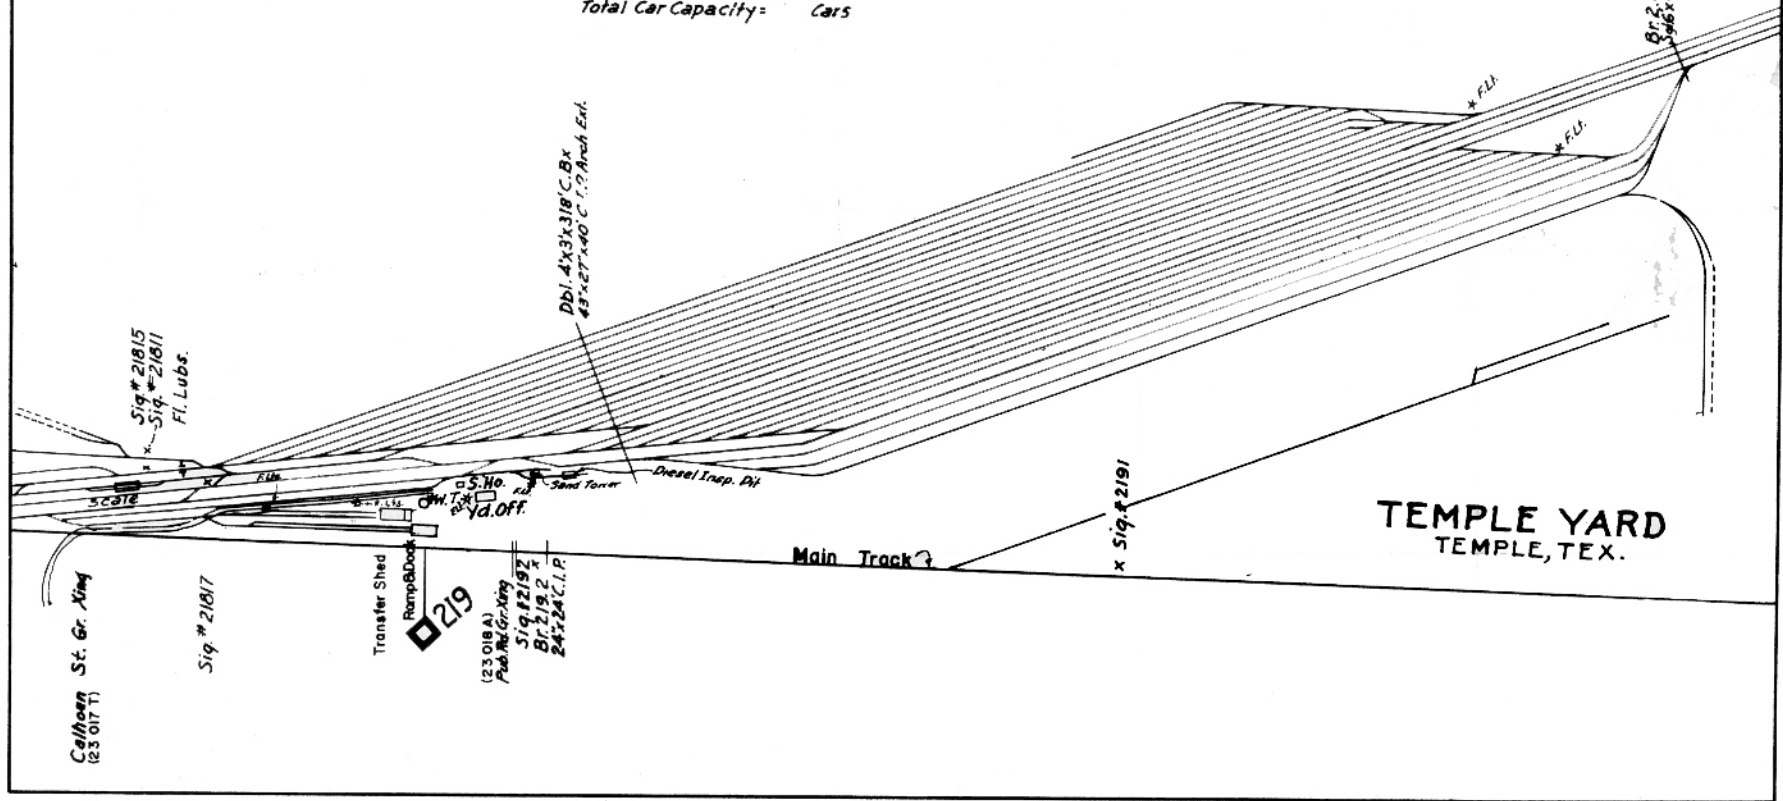 Total Car Capacity= Cars
Br. 2
F.Lt.
F.Lt.
Dbl. 4'x3'x318' C.Bx
Arch Ext.
Sig.# 21815
Sig.# 21811
Fl. Lubs.
Scale
F.Lt.
S.Ho.
W.T.
Yd.Off.
Sand Tower
Diesel Insp. Pit
Main Track
x Sig.# 2191
TEMPLE YARD
TEMPLE, TEX.
Calhoun St. Gr. Xing
(23 017 T)
Sig.# 21817
Transfer Shed
Ramp&Dock
219
(23 018 A)
Pub.Rd.Gr.Xing
Sig.#2192 x
Br. 219.2
24"x24' C.I.P.